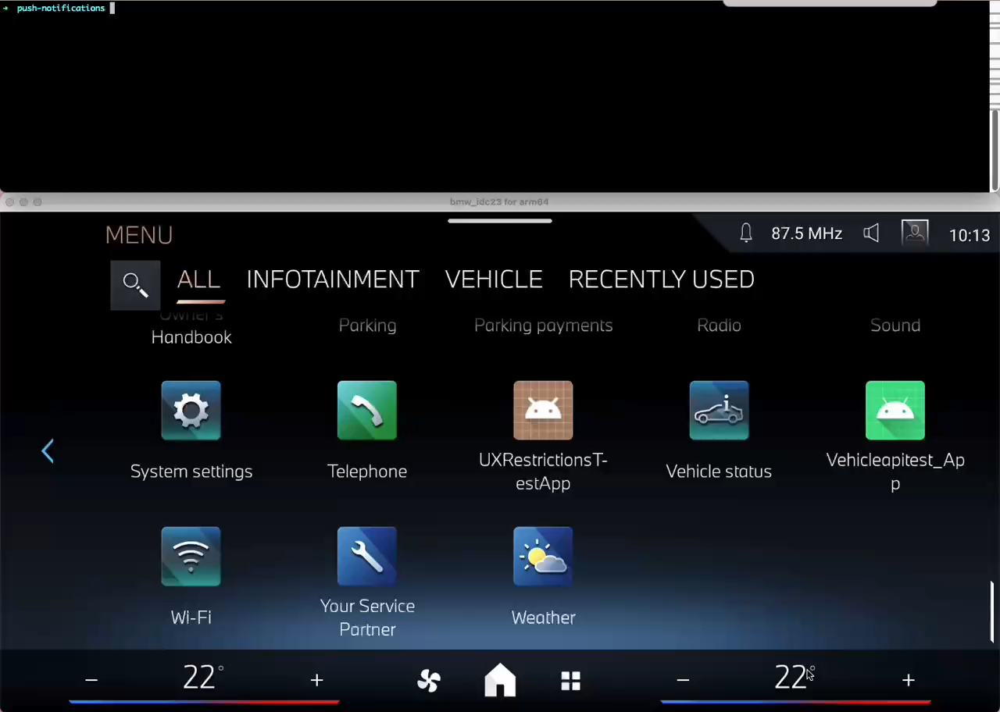 → push-notifications
bmw_idc23 for arm64
MENU
87.5 MHz
10:13
ALL INFOTAINMENT VEHICLE RECENTLY USED
Owner's
Handbook
Parking
Parking payments
Radio
Sound
System settings
Telephone
UXRestrictionsT-
estApp
Vehicle status
Vehicleapitest_Ap
p
Wi-Fi
Your Service
Partner
Weather
− 22° +
− 22° +